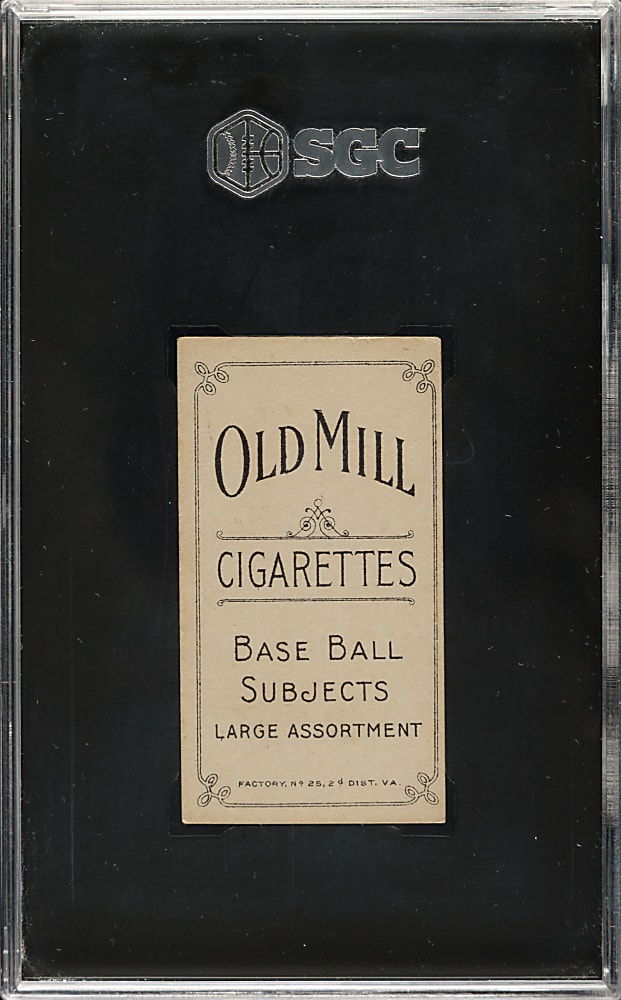 SGC
OLD MILL
CIGARETTES
BASE BALL
SUBJECTS
LARGE ASSORTMENT
FACTORY, Nº 25, 2d DIST. VA.